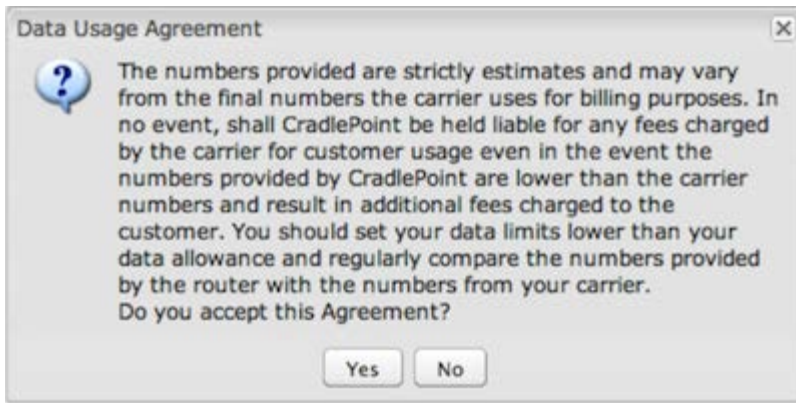 Data Usage Agreement
The numbers provided are strictly estimates and may vary
from the final numbers the carrier uses for billing purposes. In
no event, shall CradlePoint be held liable for any fees charged
by the carrier for customer usage even in the event the
numbers provided by CradlePoint are lower than the carrier
numbers and result in additional fees charged to the
customer. You should set your data limits lower than your
data allowance and regularly compare the numbers provided
by the router with the numbers from your carrier.
Do you accept this Agreement?
Yes No